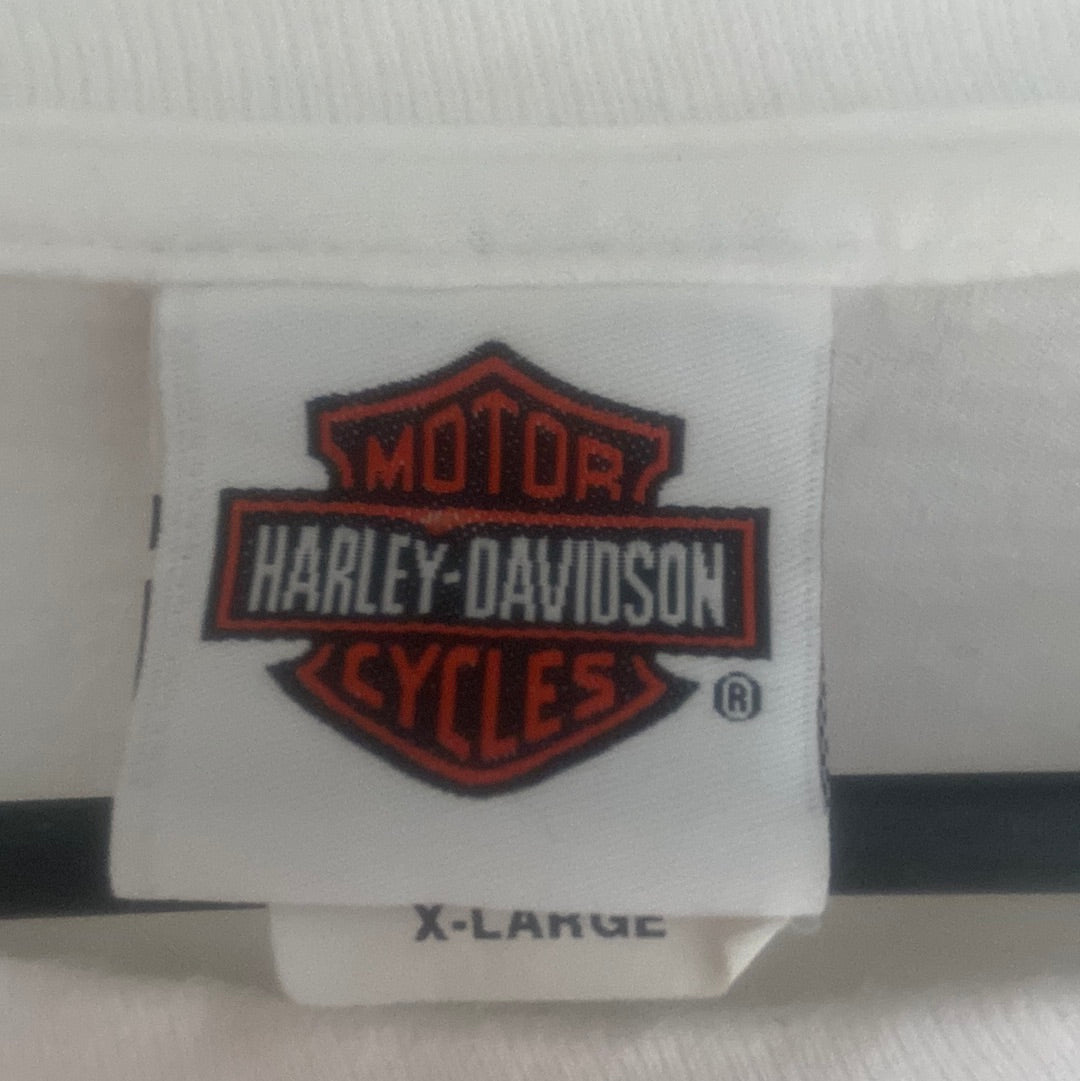 MOTOR
HARLEY-DAVIDSON
CYCLES
®
X-LARGE